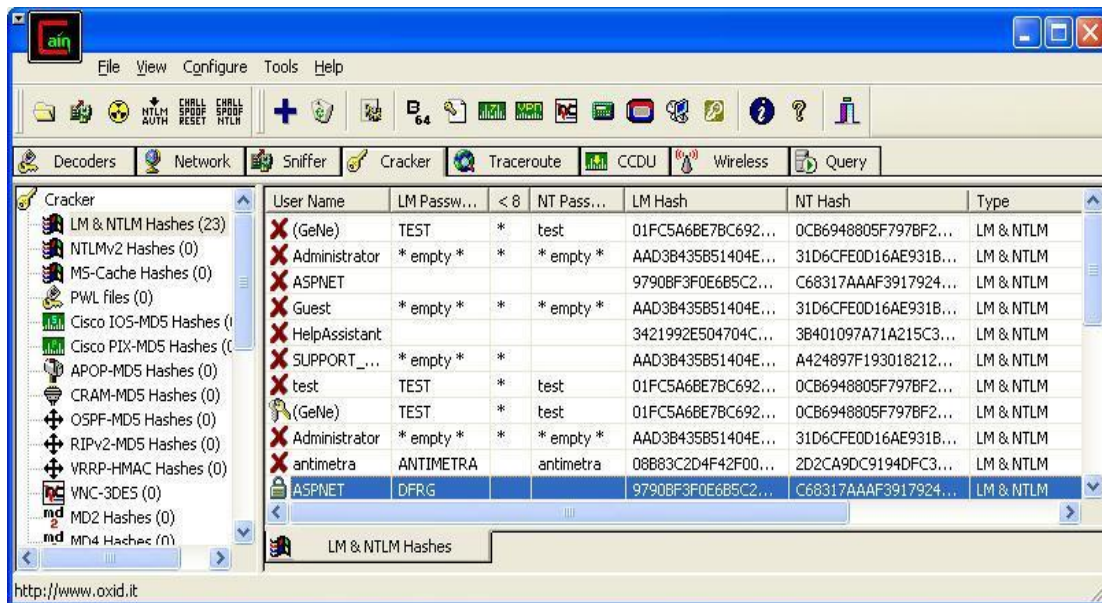 Cain
File View Configure Tools Help
NTLM AUTH CHALL SPOOF RESET CHALL SPOOF NTLM B64 VPN
Decoders Network Sniffer Cracker Traceroute CCDU Wireless Query
Cracker
LM & NTLM Hashes (23)
NTLMv2 Hashes (0)
MS-Cache Hashes (0)
PWL files (0)
Cisco IOS-MD5 Hashes (
Cisco PIX-MD5 Hashes (
APOP-MD5 Hashes (0)
CRAM-MD5 Hashes (0)
OSPF-MD5 Hashes (0)
RIPv2-MD5 Hashes (0)
VRRP-HMAC Hashes (0)
VNC-3DES (0)
MD2 Hashes (0)
MD4 Hashes (0)
User Name LM Passw... < 8 NT Pass... LM Hash NT Hash Type
(GeNe) TEST * test 01FC5A6BE7BC692... 0CB6948805F797BF2... LM & NTLM
Administrator * empty * * * empty * AAD3B435B51404E... 31D6CFE0D16AE931B... LM & NTLM
ASPNET 9790BF3F0E6B5C2... C68317AAAF3917924... LM & NTLM
Guest * empty * * * empty * AAD3B435B51404E... 31D6CFE0D16AE931B... LM & NTLM
HelpAssistant 3421992E504704C... 3B401097A71A215C3... LM & NTLM
SUPPORT_... * empty * * AAD3B435B51404E... A424897F193018212... LM & NTLM
test TEST * test 01FC5A6BE7BC692... 0CB6948805F797BF2... LM & NTLM
(GeNe) TEST * test 01FC5A6BE7BC692... 0CB6948805F797BF2... LM & NTLM
Administrator * empty * * * empty * AAD3B435B51404E... 31D6CFE0D16AE931B... LM & NTLM
antimetra ANTIMETRA antimetra 08B83C2D4F42F00... 2D2CA9DC9194DFC3... LM & NTLM
ASPNET DFRG 9790BF3F0E6B5C2... C68317AAAF3917924... LM & NTLM
LM & NTLM Hashes
http://www.oxid.it